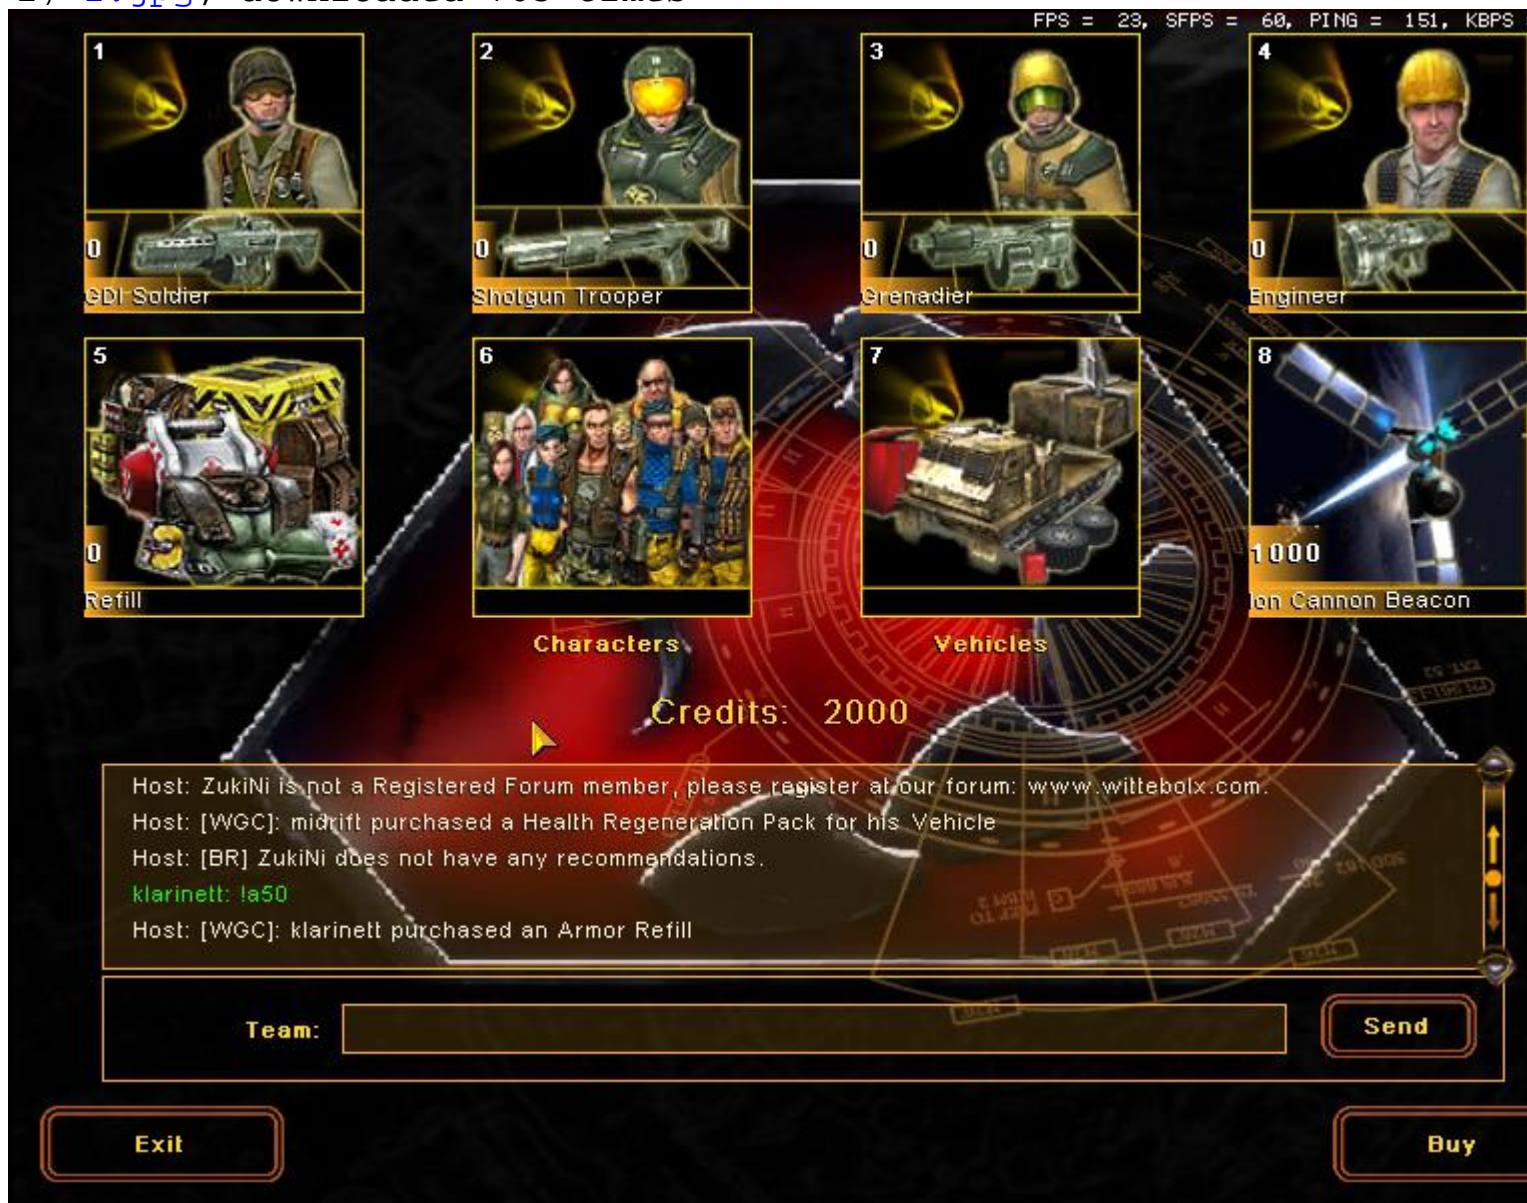 FPS = 23, SFPS = 60, PING = 151, KBPS
1
2
3
4
0
0
0
0
GDI Soldier
Shotgun Trooper
Grenadier
Engineer
5
6
7
8
0
1000
Refill
Ion Cannon Beacon
Characters
Vehicles
Credits: 2000
Host: ZukiNi is not a Registered Forum member, please register at our forum: www.wittebolx.com.
Host: [WGC]: midrift purchased a Health Regeneration Pack for his Vehicle
Host: [BR] ZukiNi does not have any recommendations.
klarinett: !a50
Host: [WGC]: klarinett purchased an Armor Refill
Team:
Send
Exit
Buy